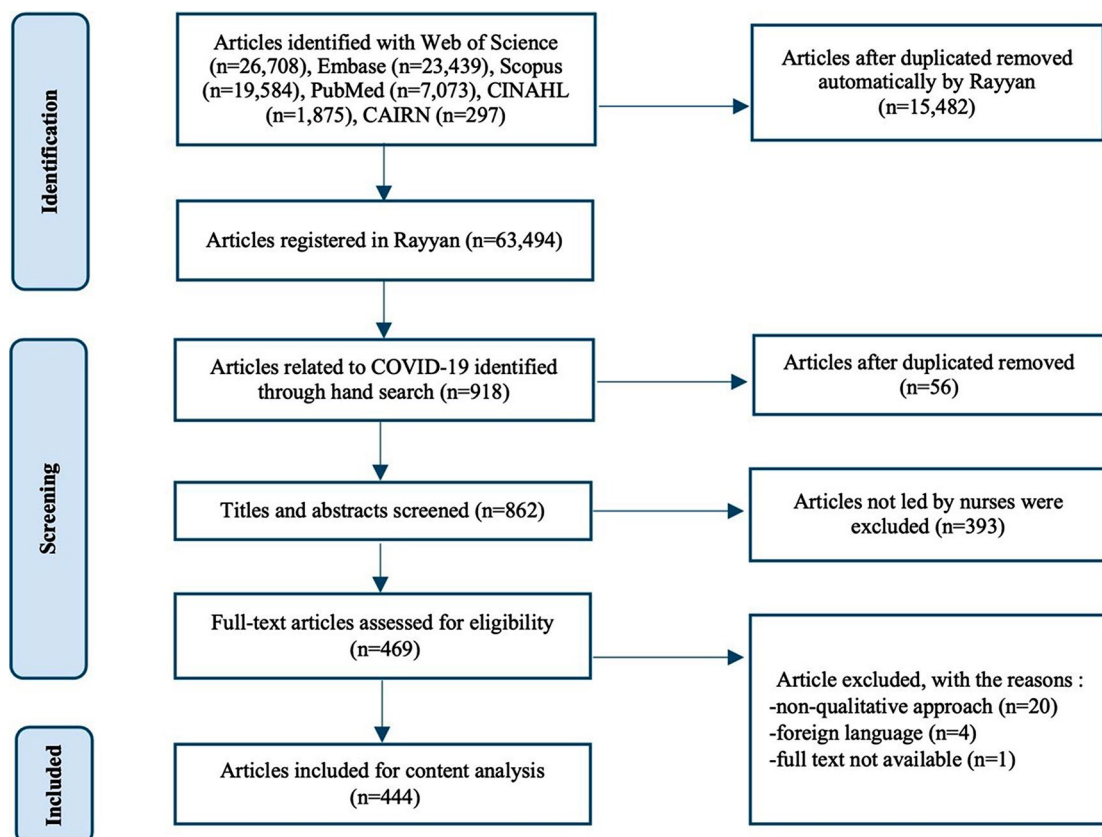 Identification
Articles identified with Web of Science
(n=26,708), Embase (n=23,439), Scopus
(n=19,584), PubMed (n=7,073), CINAHL
(n=1,875), CAIRN (n=297)
Articles after duplicated removed
automatically by Rayyan
(n=15,482)
Articles registered in Rayyan (n=63,494)
Screening
Articles related to COVID-19 identified
through hand search (n=918)
Articles after duplicated removed
(n=56)
Titles and abstracts screened (n=862)
Articles not led by nurses were
excluded (n=393)
Full-text articles assessed for eligibility
(n=469)
Article excluded, with the reasons :
-non-qualitative approach (n=20)
-foreign language (n=4)
-full text not available (n=1)
Included
Articles included for content analysis
(n=444)